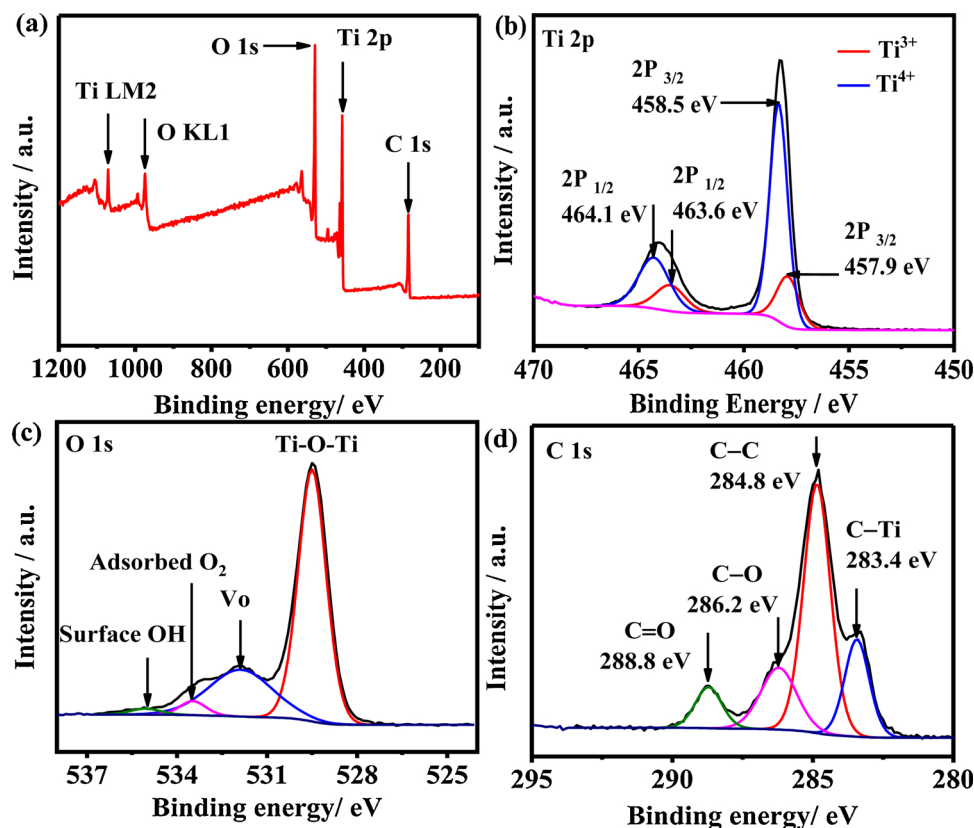 (a)
O 1s
Ti 2p
Ti LM2
O KL1
C 1s
Intensity / a.u.
1200 1000 800 600 400 200
Binding energy/ eV
(b)
Ti 2p
Ti3+
Ti4+
2P 3/2
458.5 eV
2P 1/2
464.1 eV
2P 1/2
463.6 eV
2P 3/2
457.9 eV
Intensity / a.u.
470 465 460 455 450
Binding Energy / eV
(c)
O 1s
Ti-O-Ti
Adsorbed O2
Vo
Surface OH
Intensity / a.u.
537 534 531 528 525
Binding energy/ eV
(d)
C 1s
C–C
284.8 eV
C–Ti
283.4 eV
C–O
286.2 eV
C=O
288.8 eV
Intensity / a.u.
295 290 285 280
Binding energy/ eV